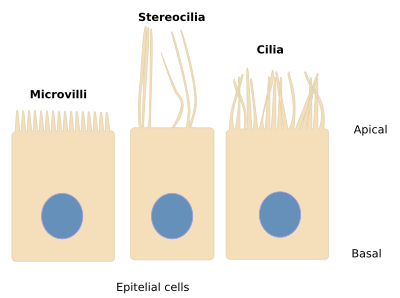 Stereocilia
Cilia
Microvilli
Apical
Basal
Epitelial cells